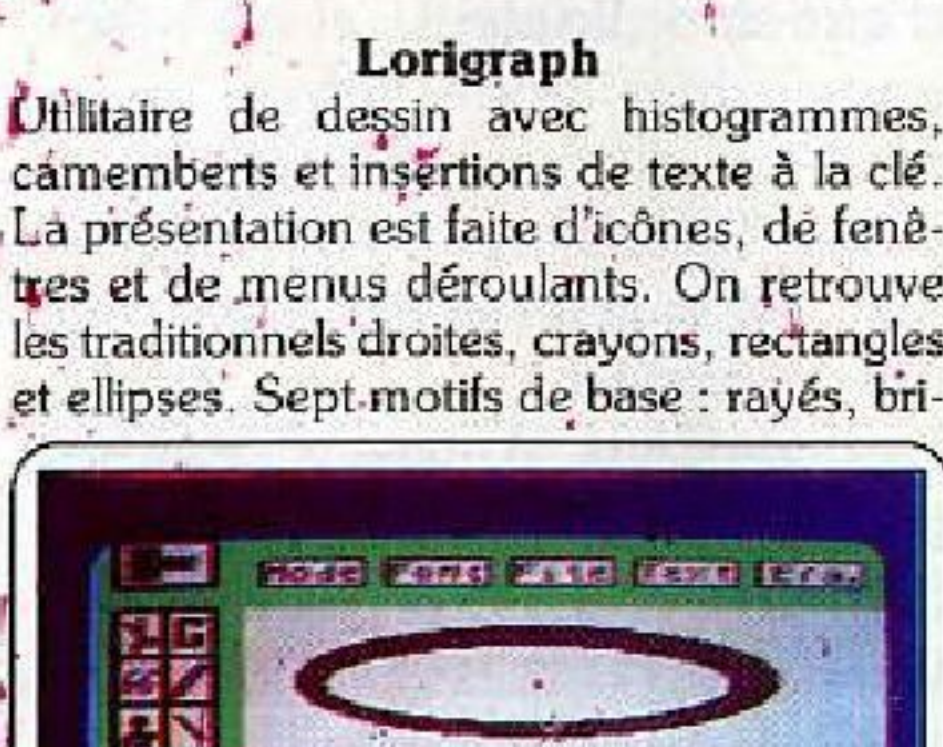 Lorigraph
Utilitaire de dessin avec histogrammes,
camemberts et insertions de texte à la clé.
La présentation est faite d'icônes, de fenê-
tres et de menus déroulants. On retrouve
les traditionnels droites, crayons, rectangles
et ellipses. Sept motifs de base : rayés, bri-
Mode Fons